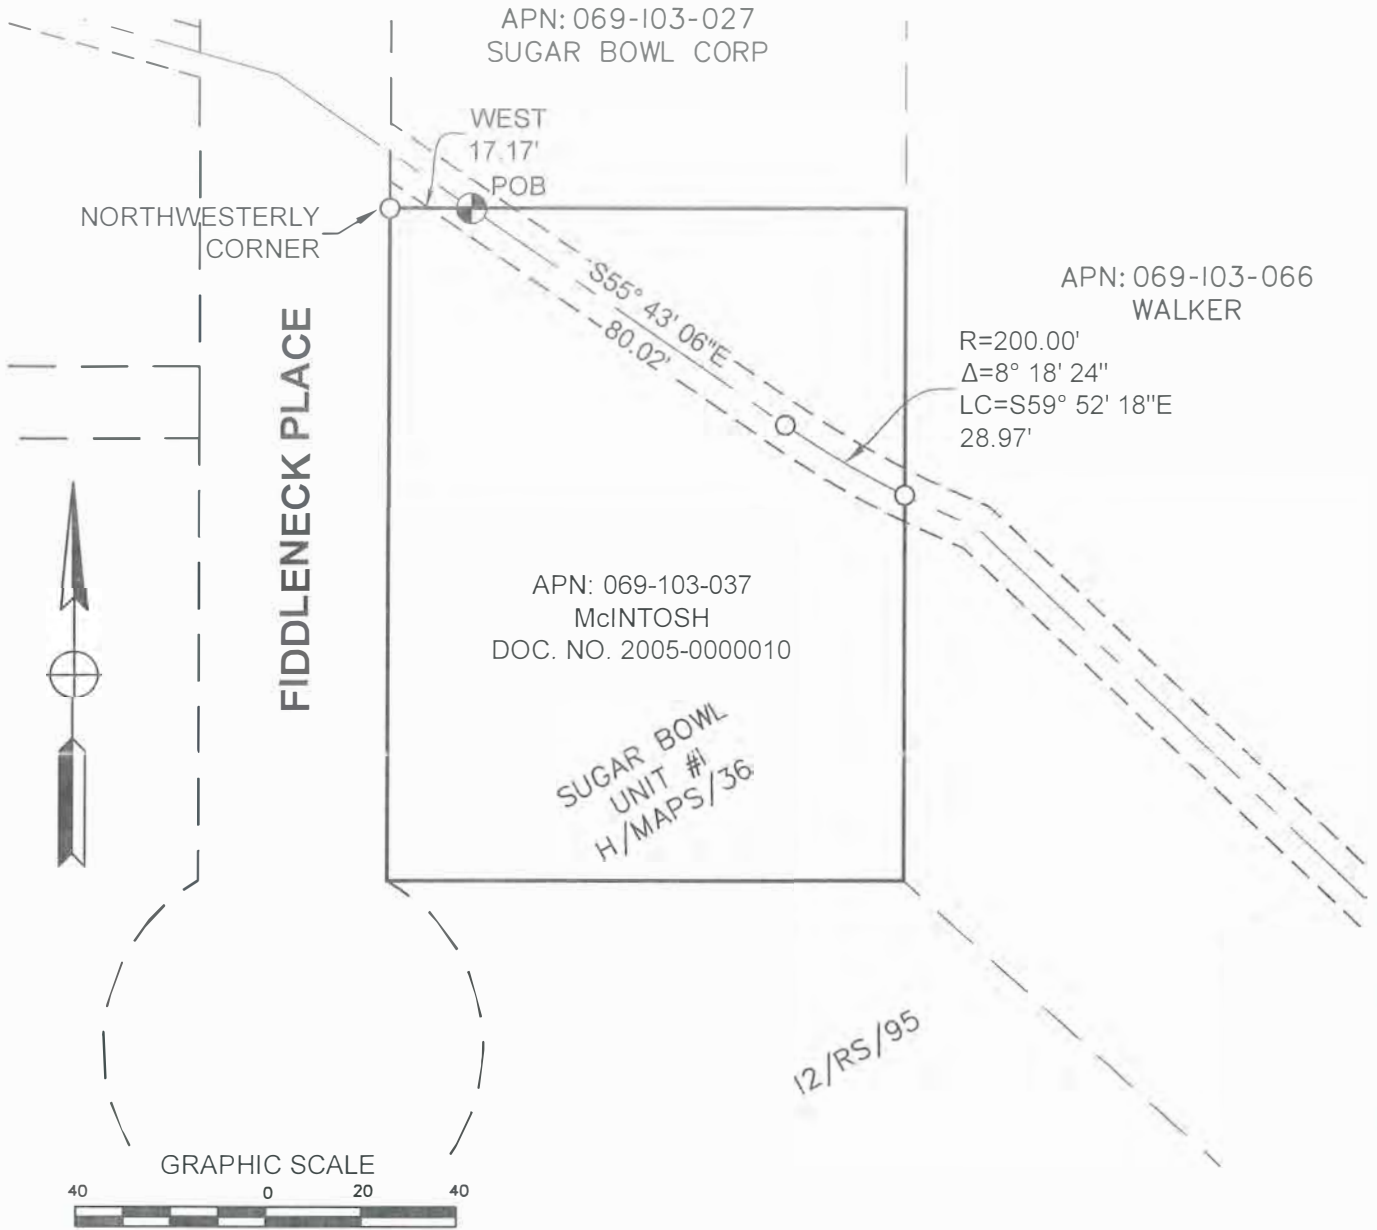 APN: 069-103-027
SUGAR BOWL CORP
WEST
17.17'
POB
NORTHWESTERLY
CORNER
S55° 43' 06"E
80.02'
APN: 069-103-066
WALKER
R=200.00'
Δ=8° 18' 24"
LC=S59° 52' 18"E
28.97'
FIDDLENECK PLACE
APN: 069-103-037
McINTOSH
DOC. NO. 2005-0000010
SUGAR BOWL
UNIT #1
H/MAPS/36
12/RS/95
GRAPHIC SCALE
40 0 20 40